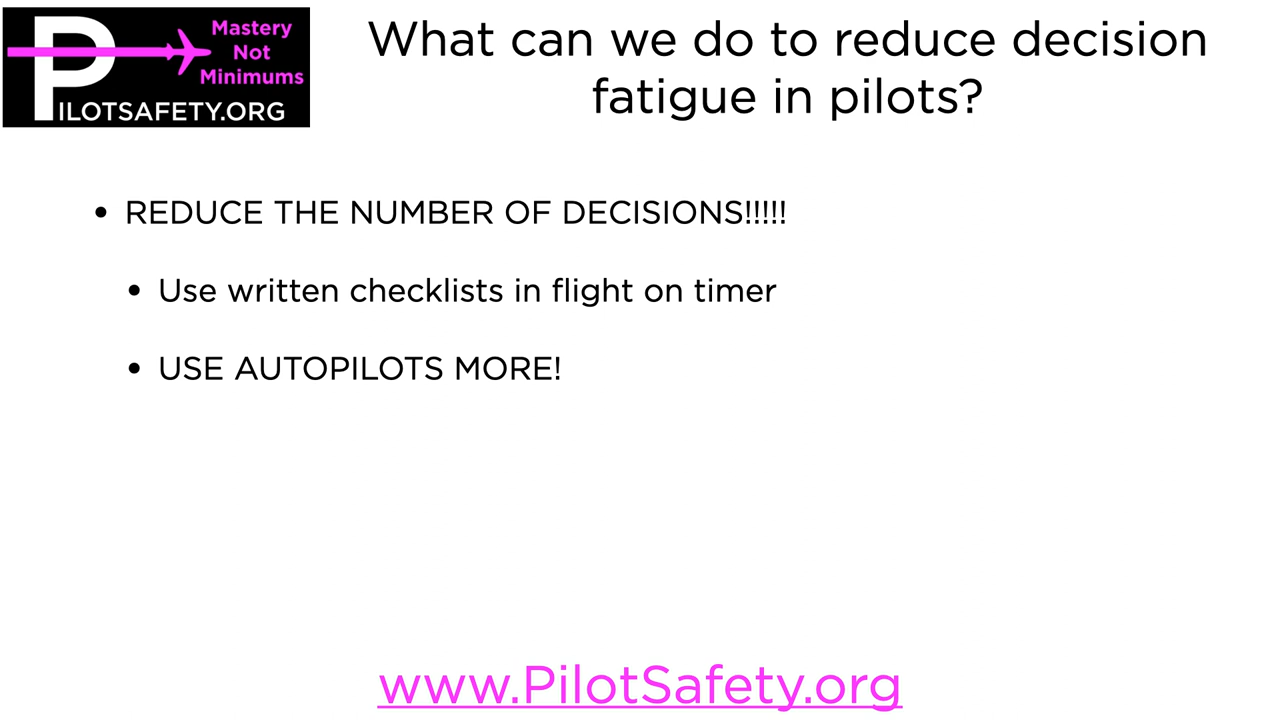 Mastery
Not
Minimums
PILOTSAFETY.ORG
What can we do to reduce decision
fatigue in pilots?
• REDUCE THE NUMBER OF DECISIONS!!!!!
• Use written checklists in flight on timer
• USE AUTOPILOTS MORE!
www.PilotSafety.org